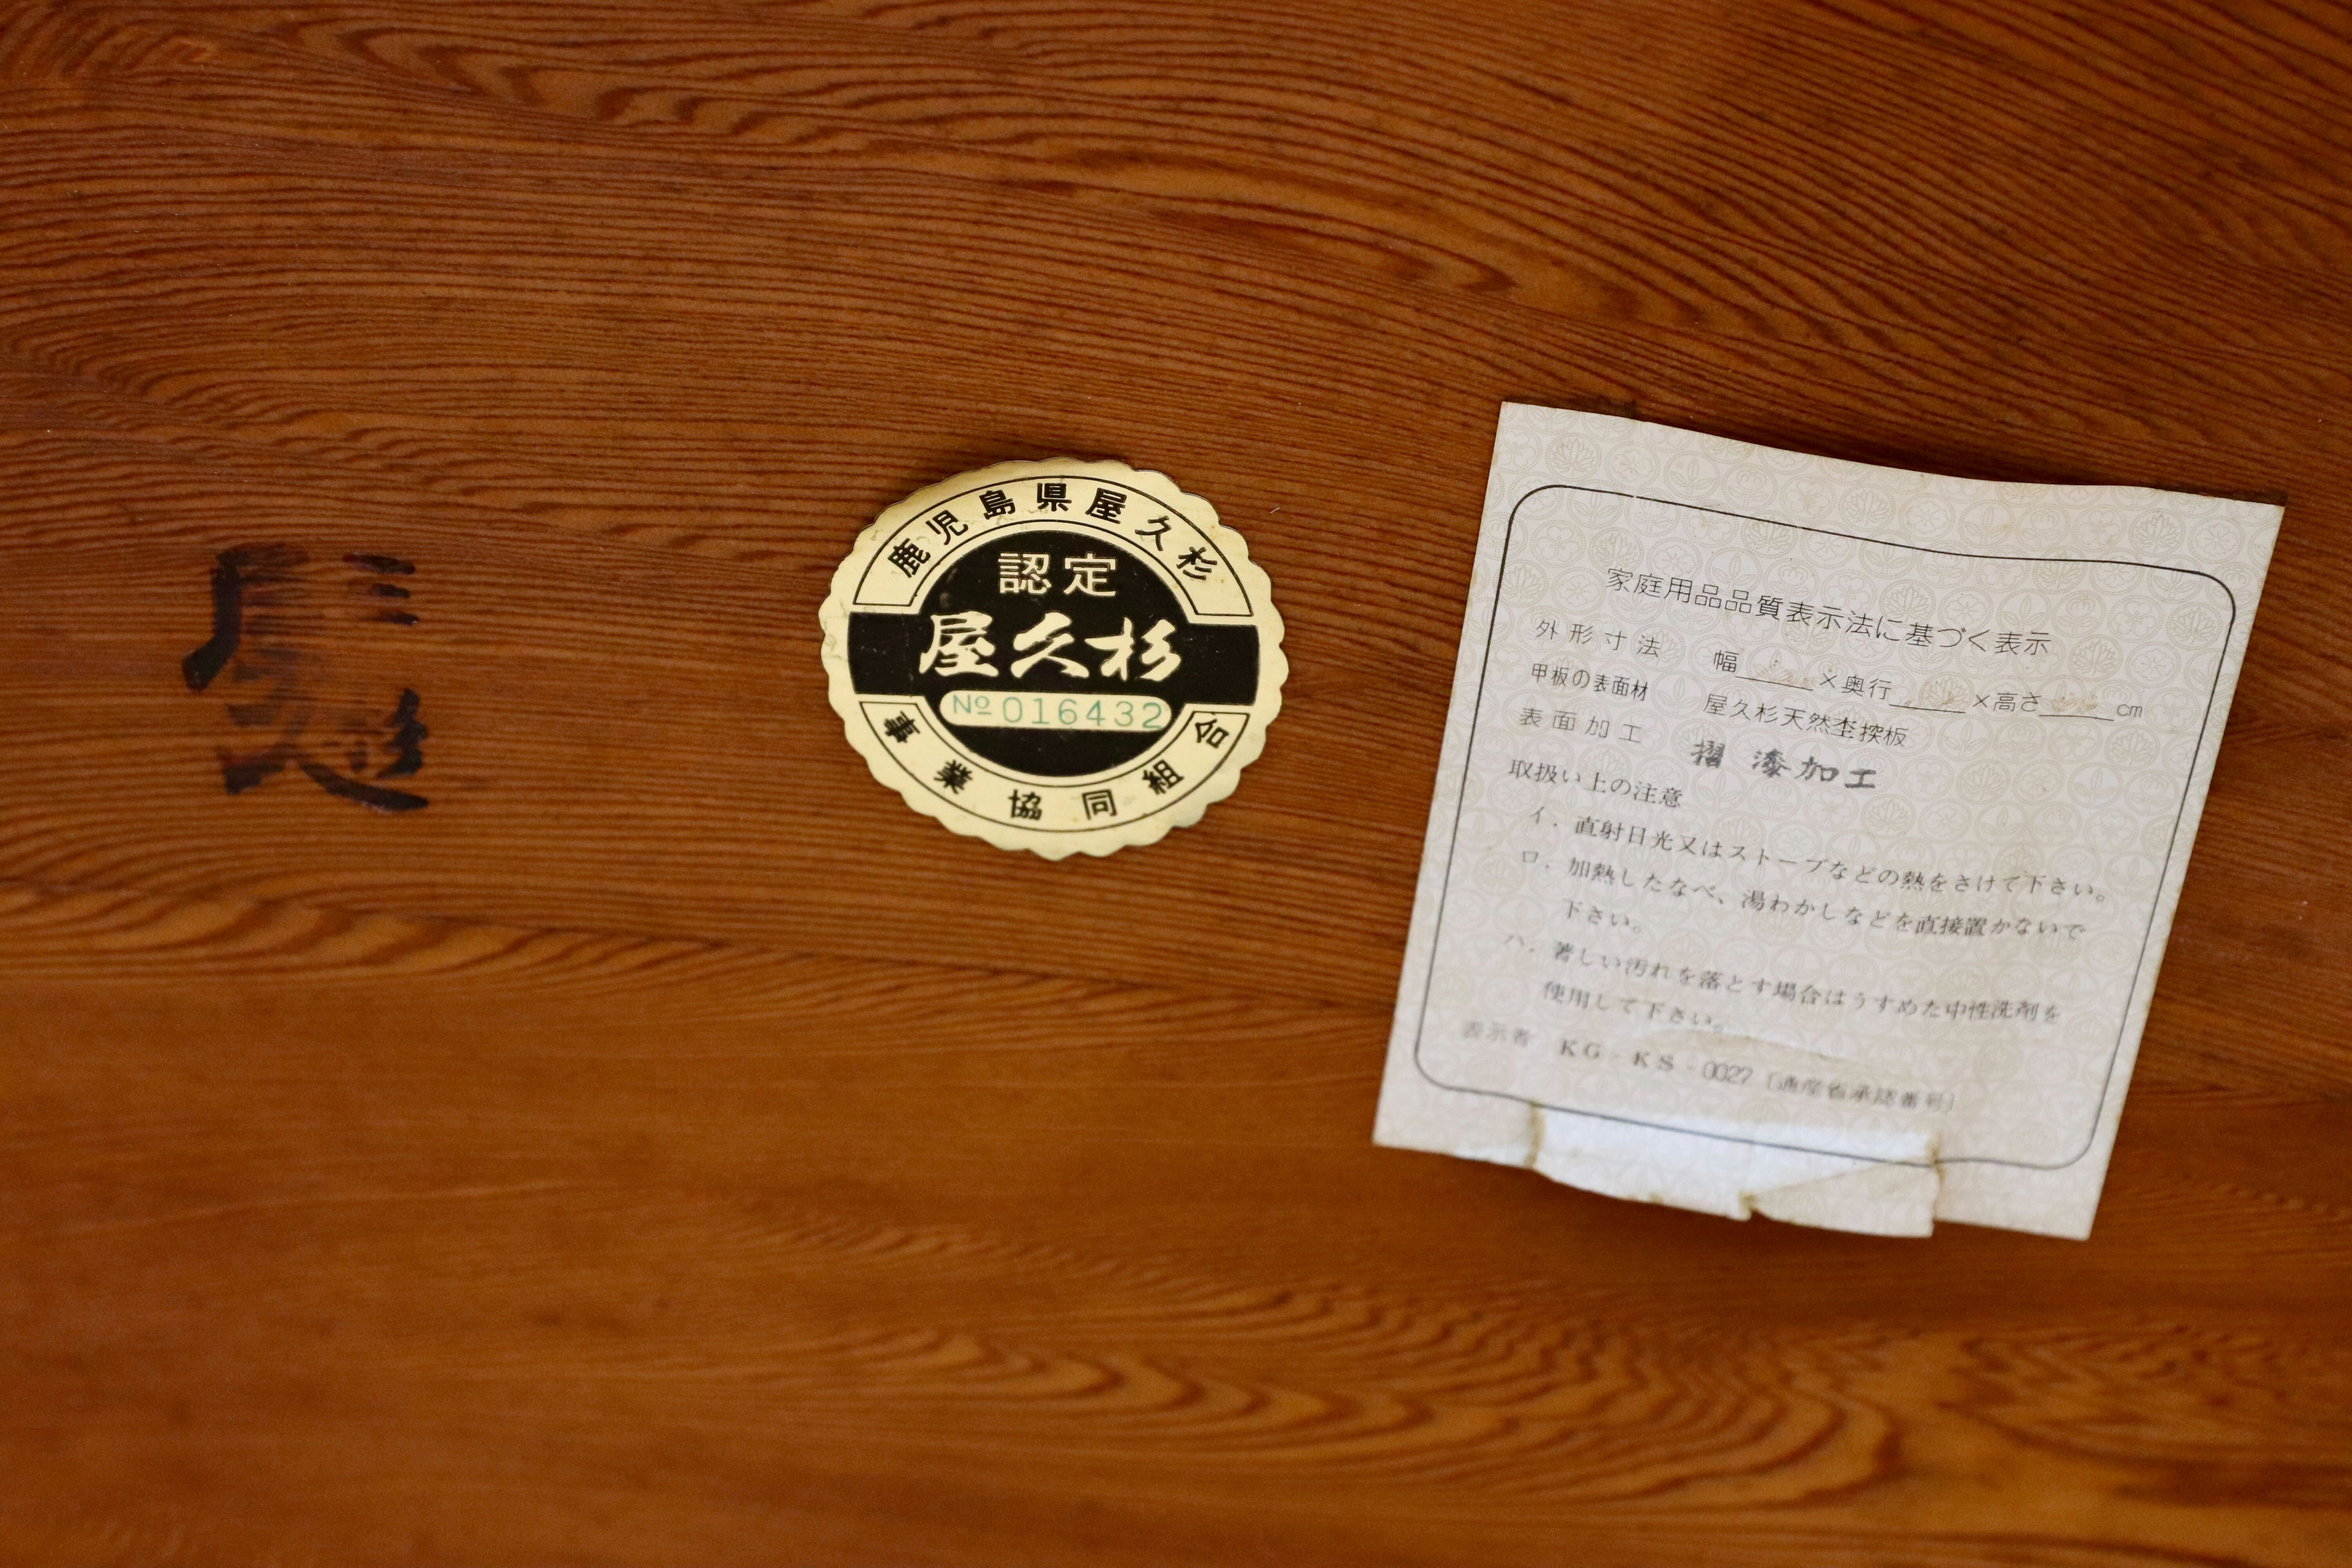 鹿児島県屋久杉
認定
屋久杉
No 016432
事業協同組合
家庭用品品質表示法に基づく表示
外形寸法 幅 ×奥行 ×高さ cm
甲板の表面材 屋久杉天然杢突板
表面加工 摺漆加工
取扱い上の注意
イ. 直射日光又はストーブなどの熱をさけて下さい。
ロ. 加熱したなべ、湯わかしなどを直接置かないで
下さい。
ハ. 著しい汚れを落とす場合はうすめた中性洗剤を
使用して下さい。
表示者 KG-KS-0027 〔通産省承認番号〕